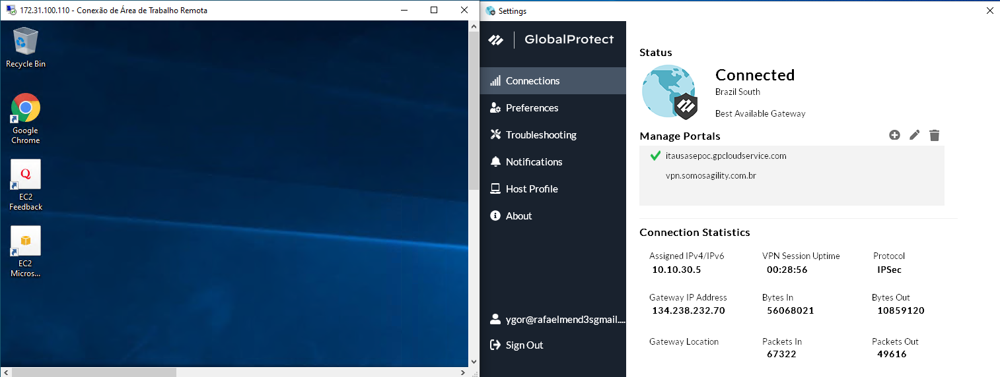 172.31.100.110 - Conexão de Área de Trabalho Remota
Recycle Bin
Google
Chrome
Q
EC2
Feedback
EC2
Micros...
Settings
GlobalProtect
Connections
Preferences
Troubleshooting
Notifications
Host Profile
About
ygor@rafaelmend3sgmail....
Sign Out
Status
Connected
Brazil South
Best Available Gateway
Manage Portals
itausasepoc.gpcloudservice.com
vpn.somosagility.com.br
Connection Statistics
Assigned IPv4/IPv6 VPN Session Uptime Protocol
10.10.30.5 00:28:56 IPSec
Gateway IP Address Bytes In Bytes Out
134.238.232.70 56068021 10859120
Gateway Location Packets In Packets Out
67322 49616